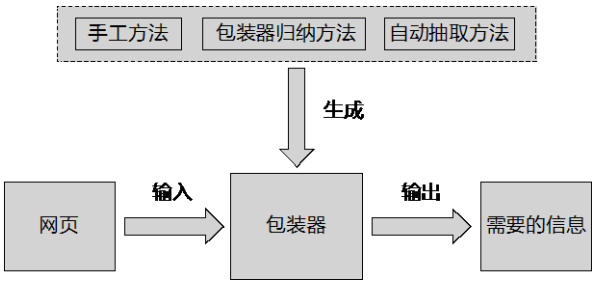 手工方法 包装器归纳方法 自动抽取方法
生成
输入 输出
网页 包装器 需要的信息